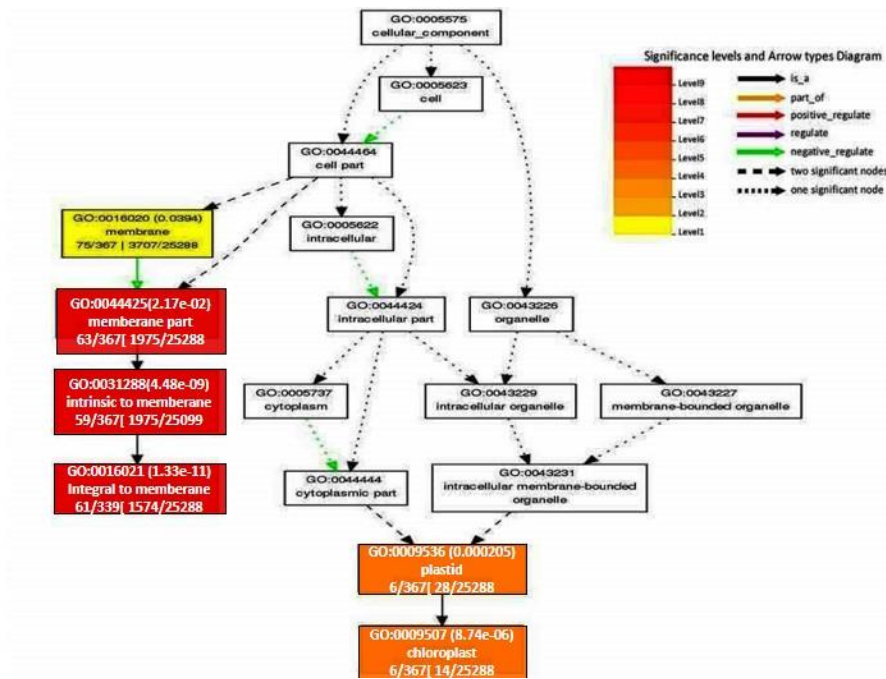 GO:0005575
cellular_component
Significance levels and Arrow types Diagram
Level9
Level8
Level7
Level6
Level5
Level4
Level3
Level2
Level1
is_a
part_of
positive_regulate
regulate
negative_regulate
two significant nodes
one significant node
GO:0005623
cell
GO:0044464
cell part
GO:0016020 (0.0394)
membrane
75/367 | 3707/25288
GO:0005622
intracellular
GO:0044425(2.17e-02)
memberane part
63/367[ 1975/25288
GO:0044424
intracellular part
GO:0043226
organelle
GO:0031288(4.48e-09)
intrinsic to memberane
59/367[ 1975/25099
GO:0005737
cytoplasm
GO:0043229
intracellular organelle
GO:0043227
membrane-bounded organelle
GO:0016021 (1.33e-11)
Integral to memberane
61/339[ 1574/25288
GO:0044444
cytoplasmic part
GO:0043231
intracellular membrane-bounded
organelle
GO:0009536 (0.000205)
plastid
6/367[ 28/25288
GO:0009507 (8.74e-06)
chloroplast
6/367[ 14/25288